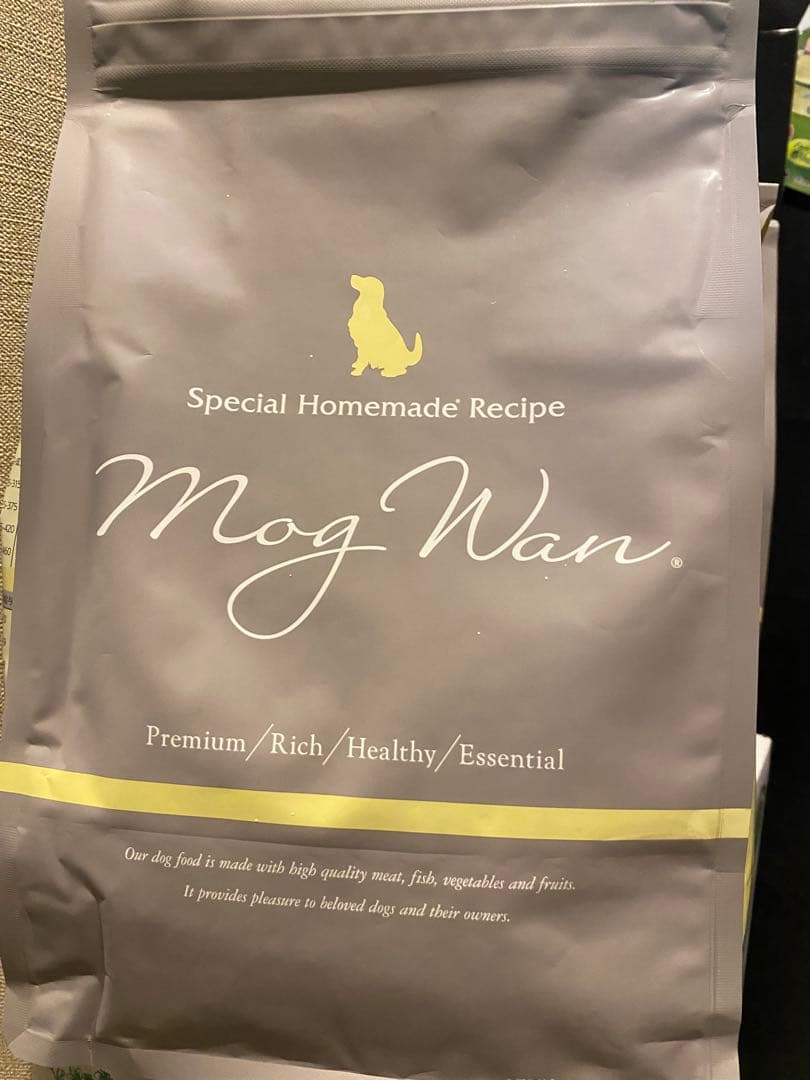 Special Homemade® Recipe
Mog Wan®
Premium/Rich/Healthy/Essential
Our dog food is made with high quality meat, fish, vegetables and fruits.
It provides pleasure to beloved dogs and their owners.